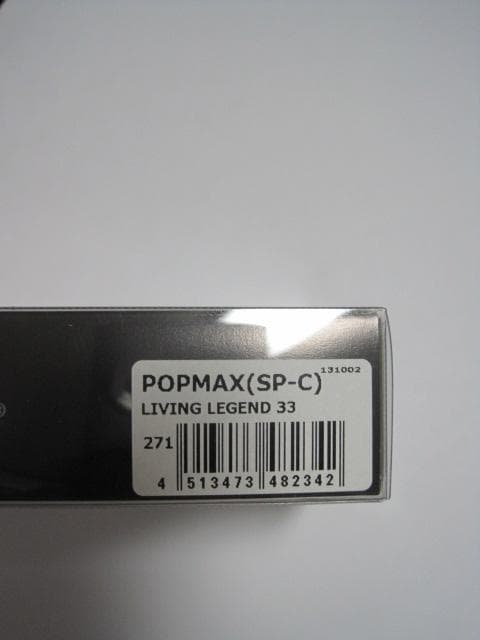 131002
POPMAX(SP-C)
LIVING LEGEND 33
271
4 513473 482342
®